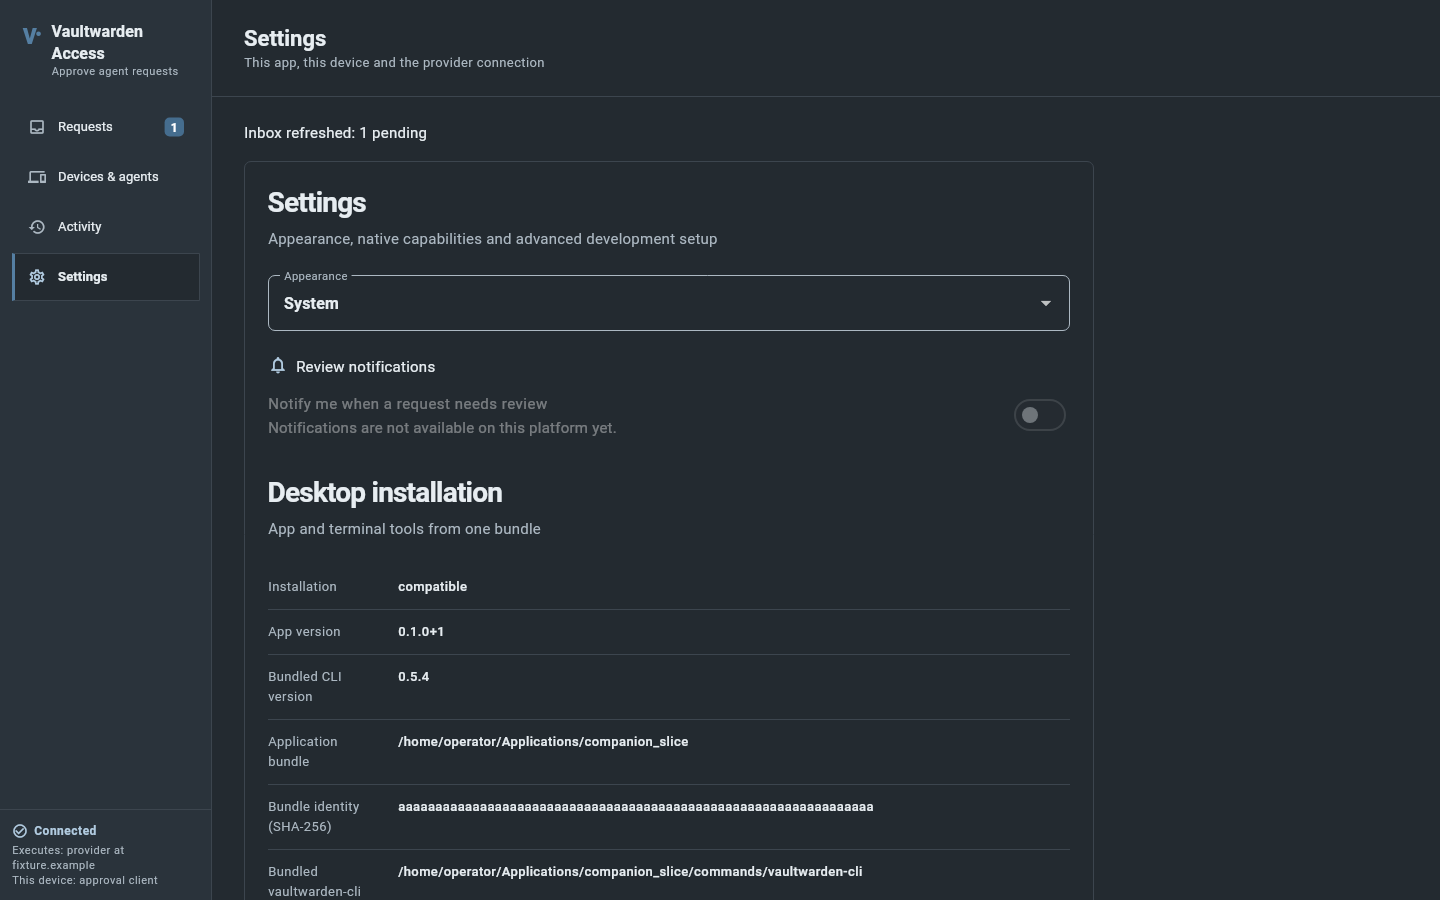 Vaultwarden
Access
Approve agent requests
Requests
1
Devices & agents
Activity
Settings
Connected
Executes: provider at
fixture.example
This device: approval client
Settings
This app, this device and the provider connection
Inbox refreshed: 1 pending
Settings
Appearance, native capabilities and advanced development setup
Appearance
System
Review notifications
Notify me when a request needs review
Notifications are not available on this platform yet.
Desktop installation
App and terminal tools from one bundle
Installation
compatible
App version
0.1.0+1
Bundled CLI
version
0.5.4
Application
bundle
/home/operator/Applications/companion_slice
Bundle identity
(SHA-256)
aaaaaaaaaaaaaaaaaaaaaaaaaaaaaaaaaaaaaaaaaaaaaaaaaaaaaaaaaaaaaaaa
Bundled
vaultwarden-cli
/home/operator/Applications/companion_slice/commands/vaultwarden-cli